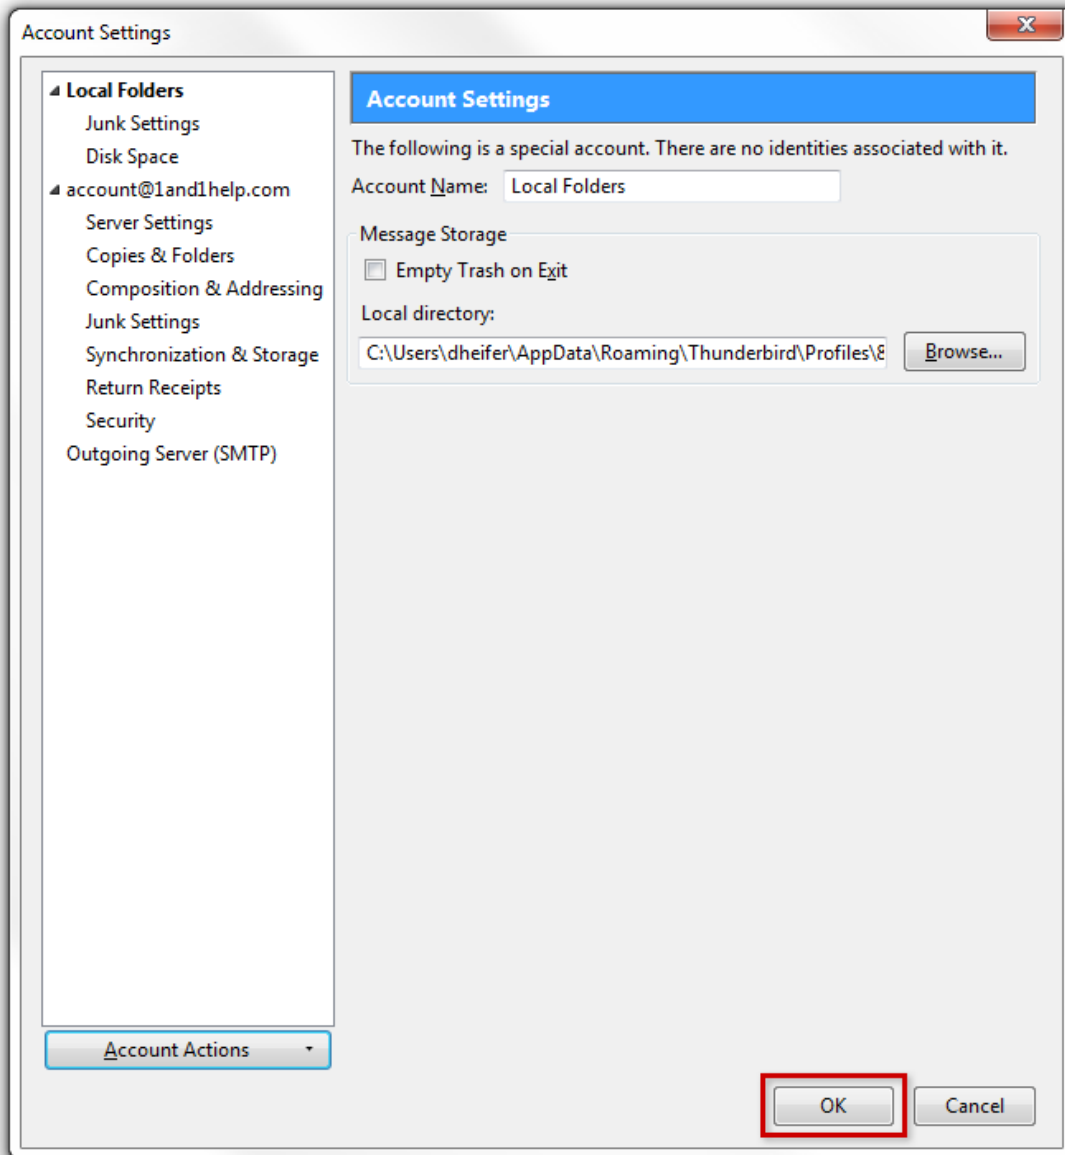 Account Settings
Local Folders
Junk Settings
Disk Space
account@1and1help.com
Server Settings
Copies & Folders
Composition & Addressing
Junk Settings
Synchronization & Storage
Return Receipts
Security
Outgoing Server (SMTP)
Account Actions
Account Settings
The following is a special account. There are no identities associated with it.
Account Name: Local Folders
Message Storage
Empty Trash on Exit
Local directory:
C:\Users\dheifer\AppData\Roaming\Thunderbird\Profiles\8 Browse...
OK Cancel